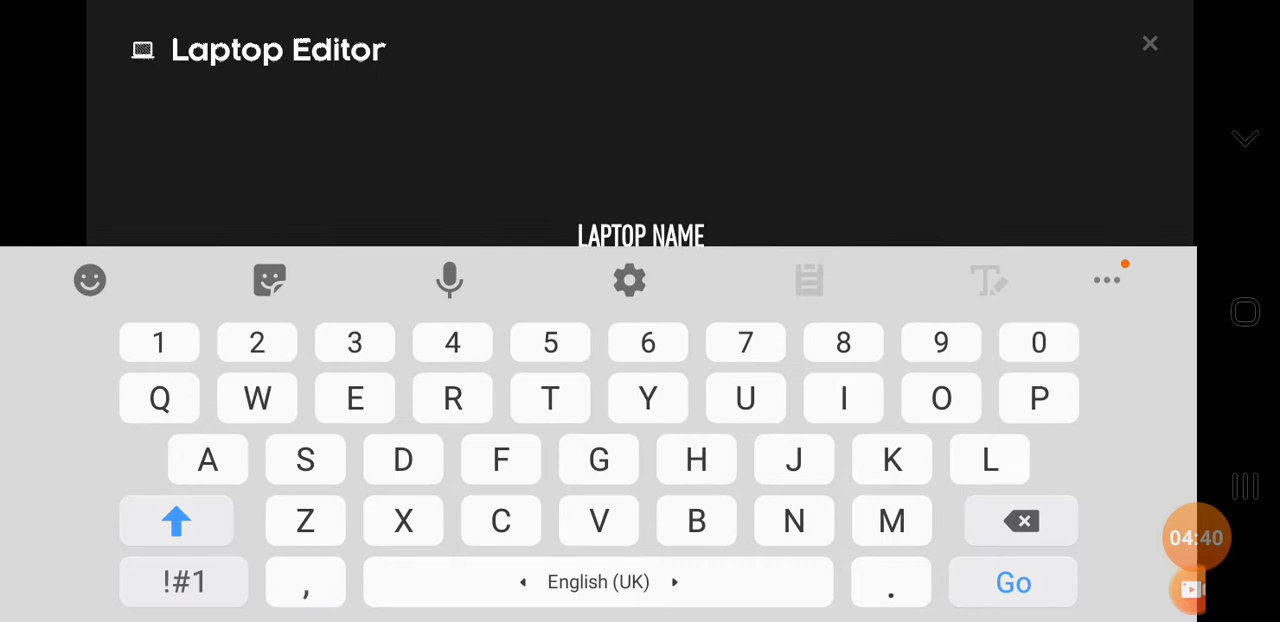 Laptop Editor
LAPTOP NAME
1 2 3 4 5 6 7 8 9 0
Q W E R T Y U I O P
A S D F G H J K L
Z X C V B N M
!#1 , English (UK) . Go
04:40